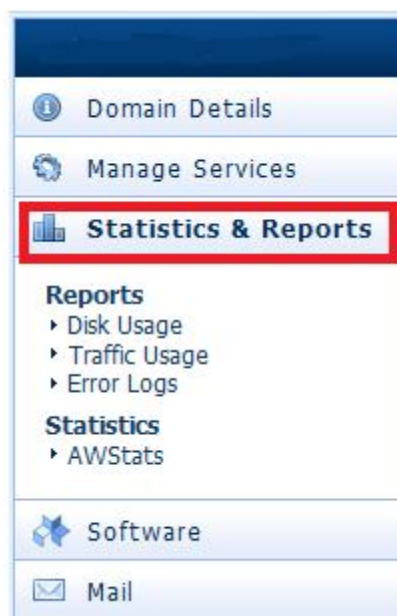 Domain Details
Manage Services
Statistics & Reports
Reports
Disk Usage
Traffic Usage
Error Logs
Statistics
AWStats
Software
Mail